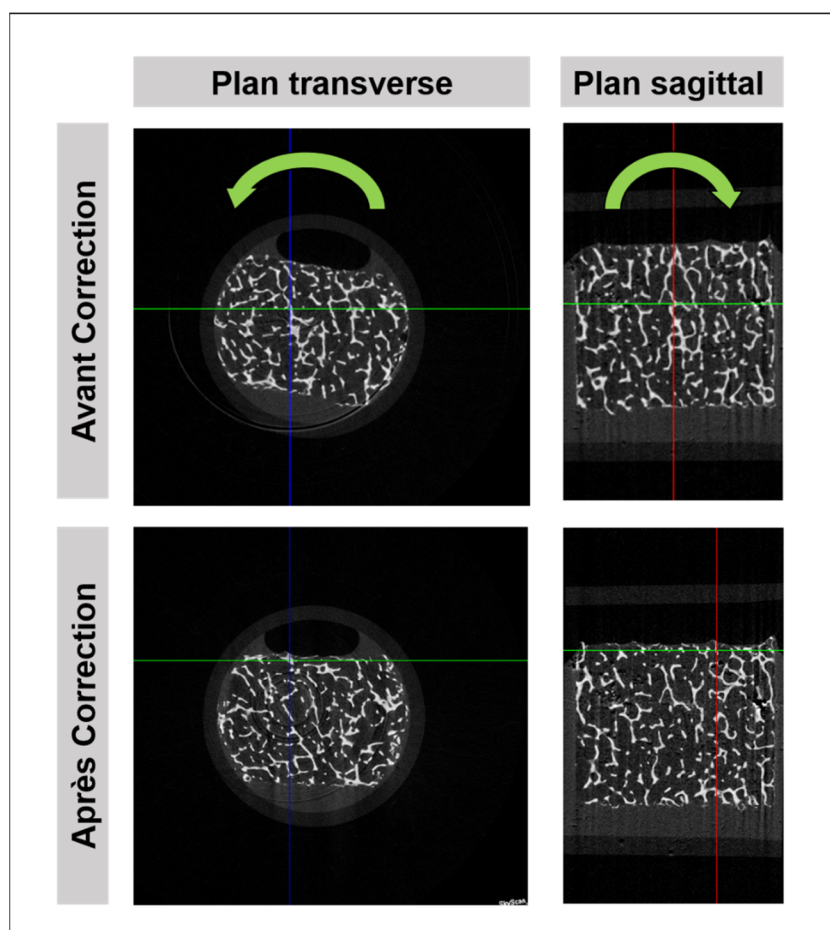 Plan transverse
Plan sagittal
Avant Correction
Après Correction
SkyScan